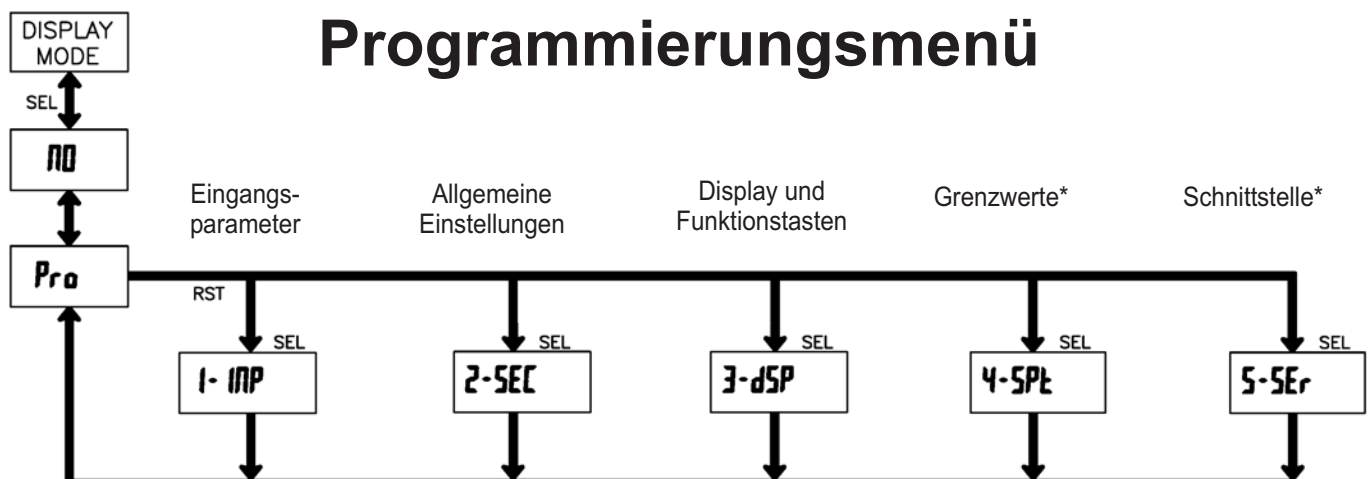 DISPLAY
MODE
Programmierungsmenü
SEL
NO
Eingangs-
parameter
Allgemeine
Einstellungen
Display und
Funktionstasten
Grenzwerte*
Schnittstelle*
Pro
RST
SEL
SEL
SEL
SEL
SEL
1-INP
2-SEC
3-dSP
4-SPt
5-SEr